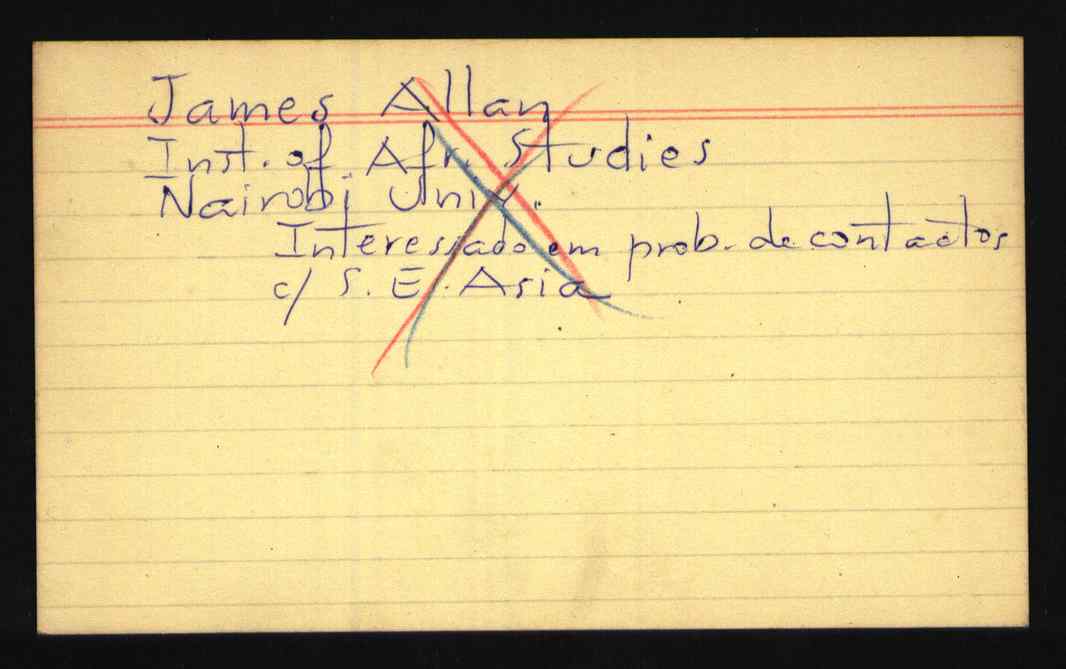 James Allan
Inst. of Afr. Studies
Nairobi Univ.
Interessado em prob. de contactos
c/ S. E. Asia